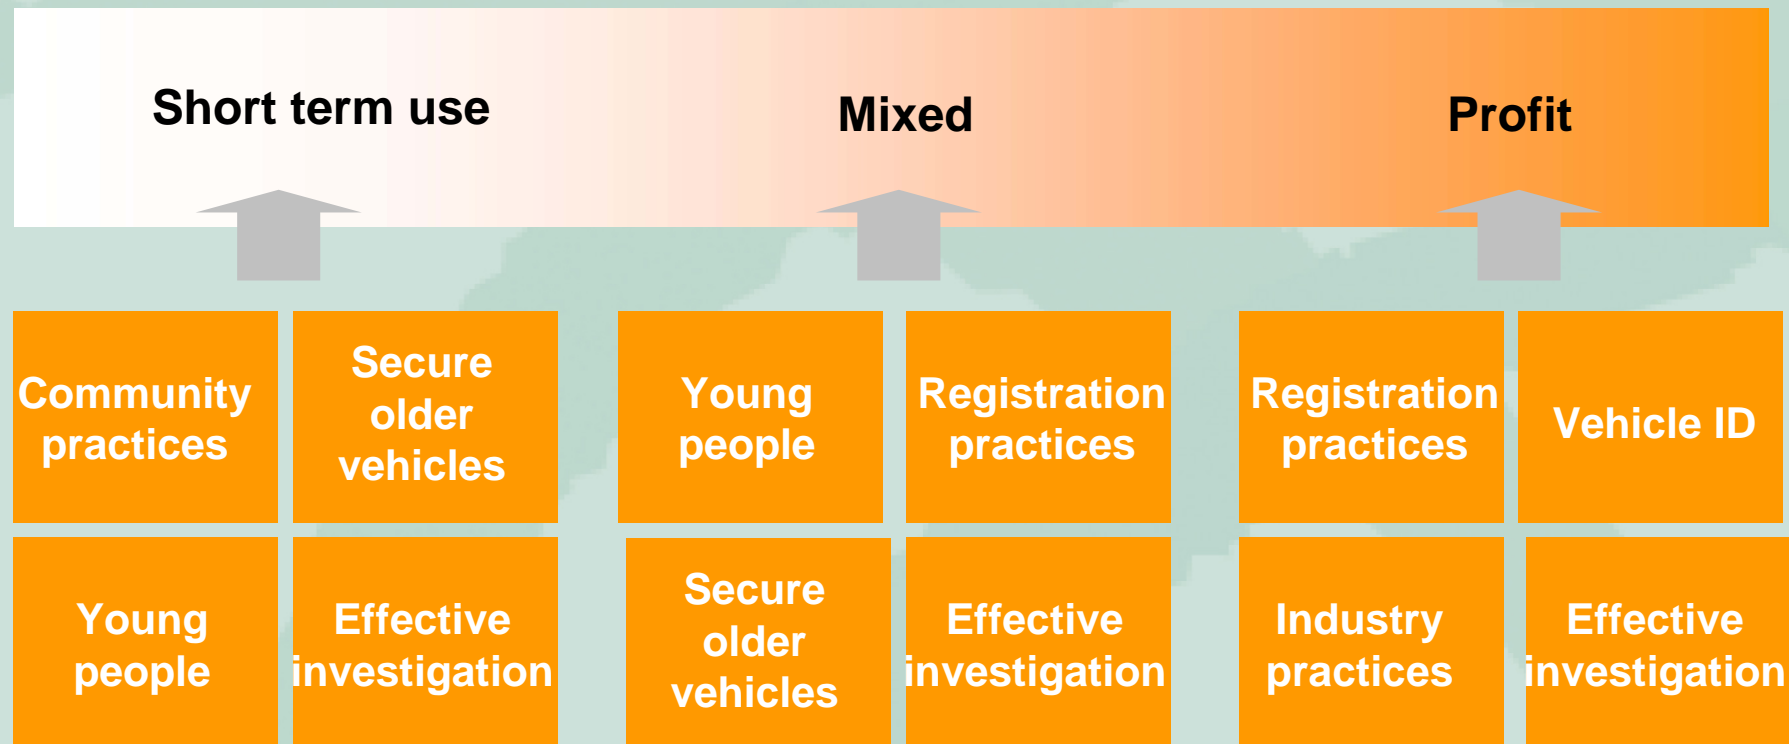 Short term use
Mixed
Profit
Community
practices
Secure
older
vehicles
Young
people
Registration
practices
Registration
practices
Vehicle ID
Young
people
Effective
investigation
Secure
older
vehicles
Effective
investigation
Industry
practices
Effective
investigation